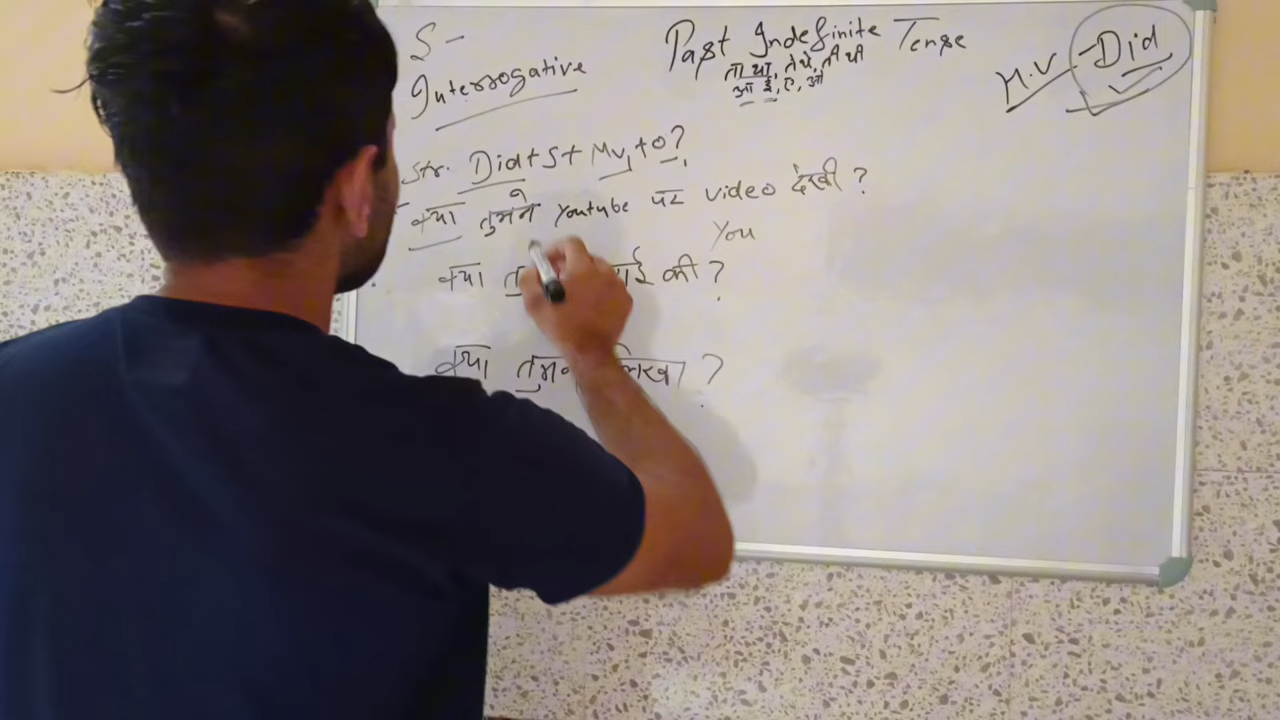 S-
Past Indefinite Tense
ता था, ते थे, ती थी
आ ई, ए, ओ
M.V - Did
Interrogative
Str. Did + S + MV1 + O?
क्या तुमने Youtube पर video देखी ?
You
क्या की ?
क्या लिखा ?